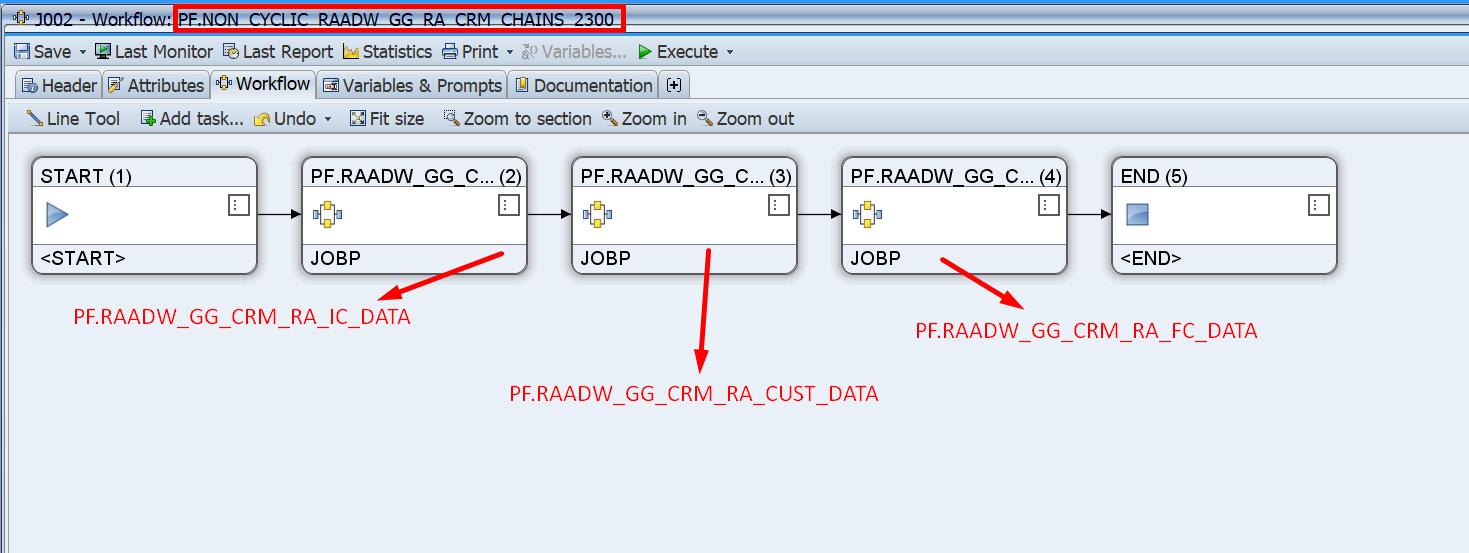 J002 - Workflow: PF.NON_CYCLIC_RAADW_GG_RA_CRM_CHAINS_2300
Save Last Monitor Last Report Statistics Print Variables... Execute
Header Attributes Workflow Variables & Prompts Documentation [+]
Line Tool Add task... Undo Fit size Zoom to section Zoom in Zoom out
START (1) PF.RAADW_GG_C... (2) PF.RAADW_GG_C... (3) PF.RAADW_GG_C... (4) END (5)
<START> JOBP JOBP JOBP <END>
PF.RAADW_GG_CRM_RA_IC_DATA
PF.RAADW_GG_CRM_RA_FC_DATA
PF.RAADW_GG_CRM_RA_CUST_DATA